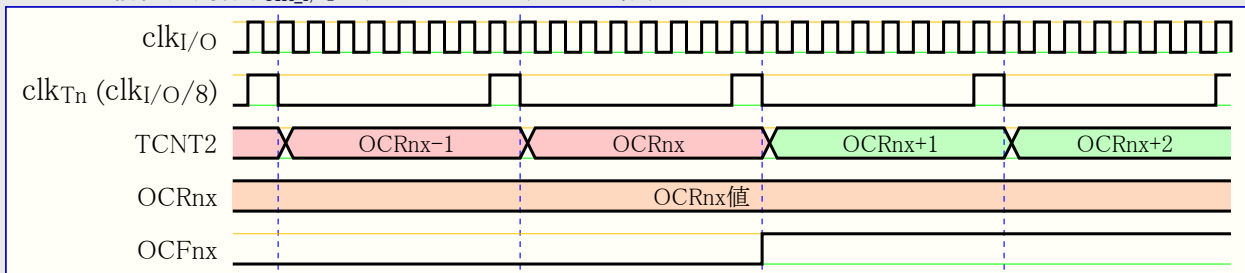 clkI/O
clkTn (clkI/O/8)
TCNT2 OCRnx-1 OCRnx OCRnx+1 OCRnx+2
OCRnx OCRnx値
OCFnx